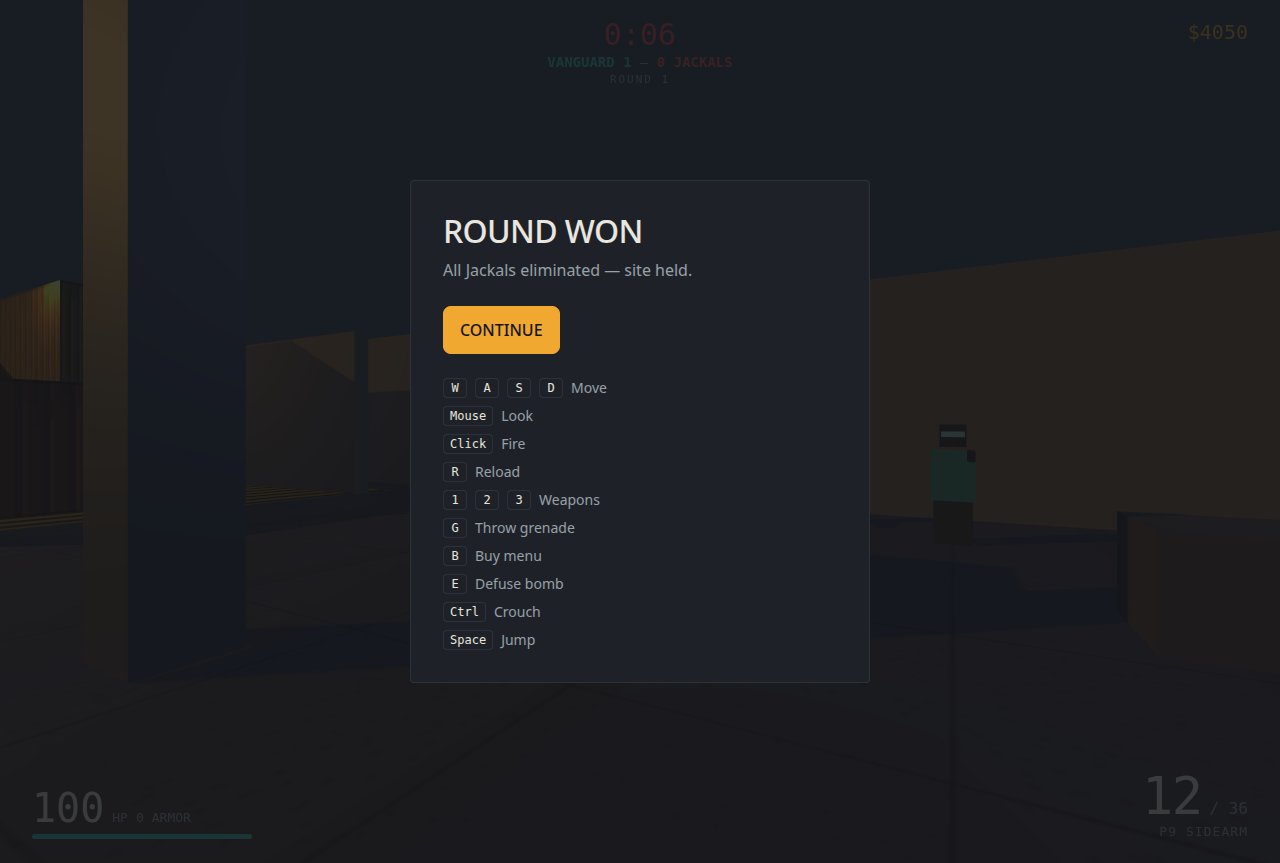 0:06
$4050
VANGUARD 1 — 0 JACKALS
ROUND 1
ROUND WON
All Jackals eliminated — site held.
CONTINUE
W A S D Move
Mouse Look
Click Fire
R Reload
1 2 3 Weapons
G Throw grenade
B Buy menu
E Defuse bomb
Ctrl Crouch
Space Jump
100 HP 0 ARMOR
12 / 36
P9 SIDEARM